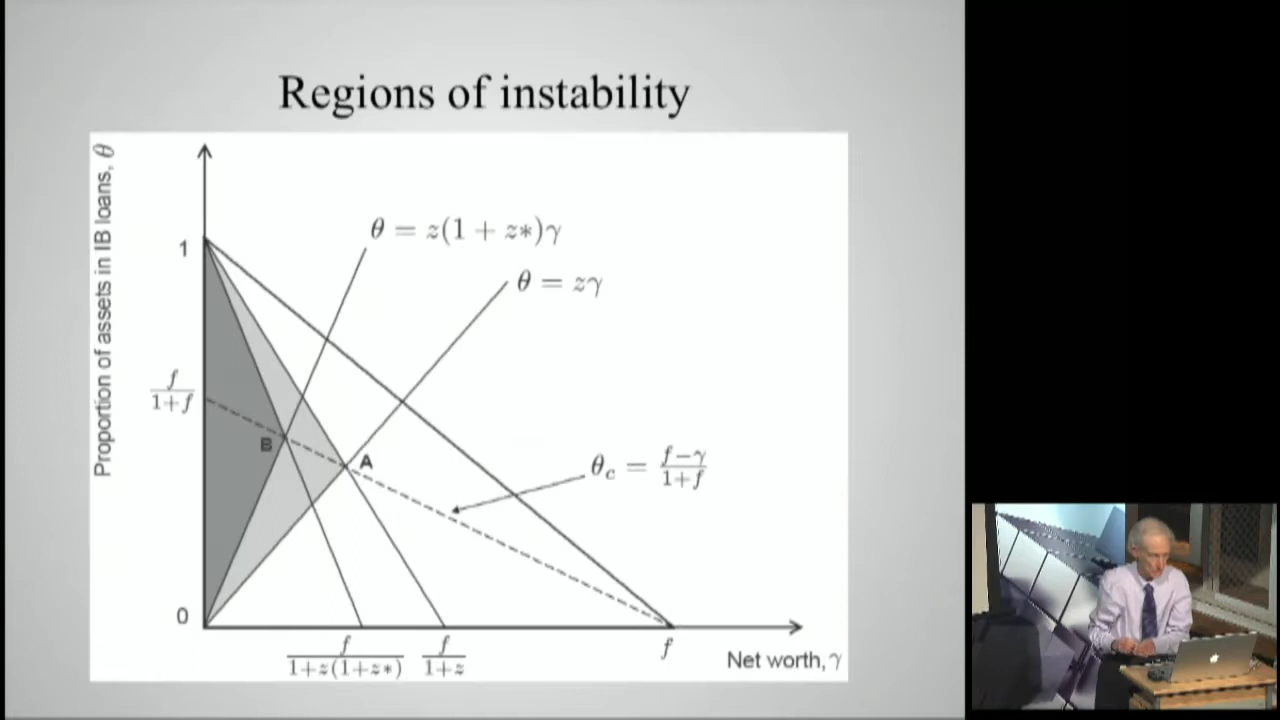 Regions of instability
Proportion of assets in IB loans, θ
θ = z(1 + z*)γ
θ = zγ
1
f/1+f
B
A
θc = f−γ/1+f
0
f/1+z(1+z*)
f/1+z
f
Net worth, γ